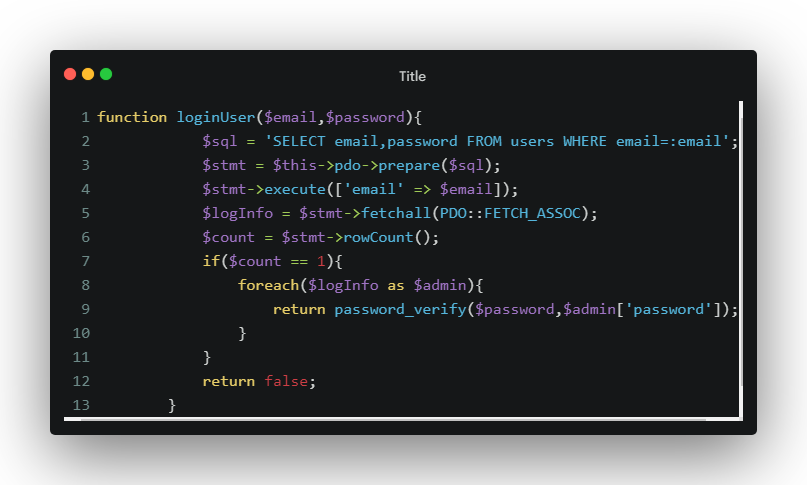 Title
1 function loginUser($email,$password){
2 $sql = 'SELECT email,password FROM users WHERE email=:email';
3 $stmt = $this->pdo->prepare($sql);
4 $stmt->execute(['email' => $email]);
5 $logInfo = $stmt->fetchall(PDO::FETCH_ASSOC);
6 $count = $stmt->rowCount();
7 if($count == 1){
8 foreach($logInfo as $admin){
9 return password_verify($password,$admin['password']);
10 }
11 }
12 return false;
13 }